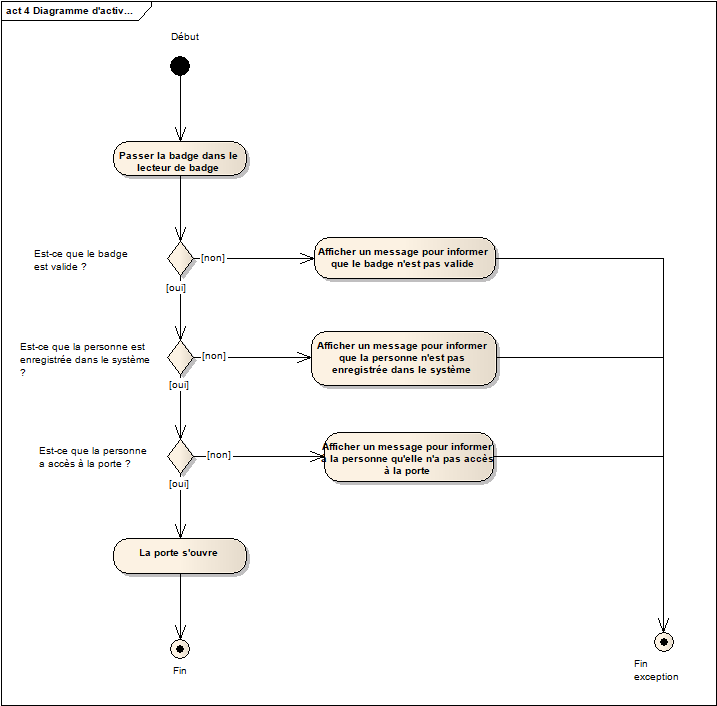 act 4 Diagramme d'activ...
Début
Passer la badge dans le
lecteur de badge
Est-ce que le badge
est valide ?
[non]
Afficher un message pour informer
que le badge n'est pas valide
[oui]
Est-ce que la personne est
enregistrée dans le système
?
[non]
Afficher un message pour informer
que la personne n'est pas
enregistrée dans le système
[oui]
Est-ce que la personne
a accès à la porte ?
[non]
Afficher un message pour informer
à la personne qu'elle n'a pas accès
à la porte
[oui]
La porte s'ouvre
Fin
Fin
exception